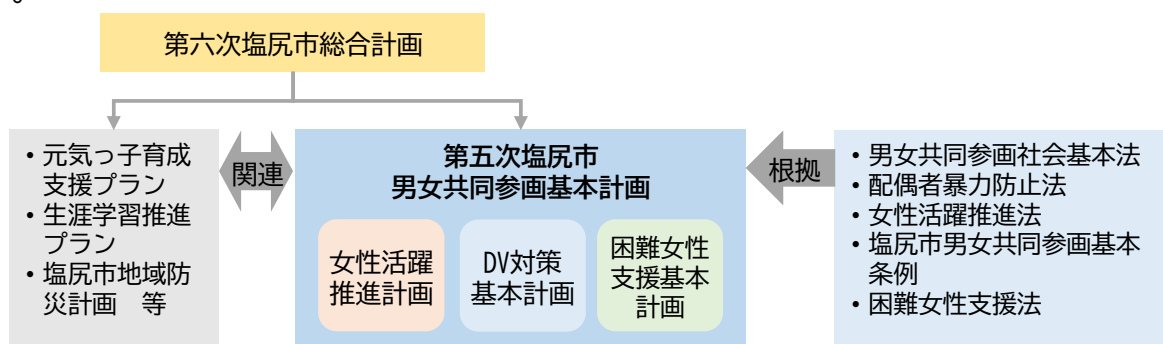 。
第六次塩尻市総合計画
・元気っ子育成
支援プラン
・生涯学習推進
プラン
・塩尻市地域防
災計画　等
関連
第五次塩尻市
男女共同参画基本計画
女性活躍
推進計画
DV対策
基本計画
困難女性
支援基本
計画
根拠
・男女共同参画社会基本法
・配偶者暴力防止法
・女性活躍推進法
・塩尻市男女共同参画基本
条例
・困難女性支援法